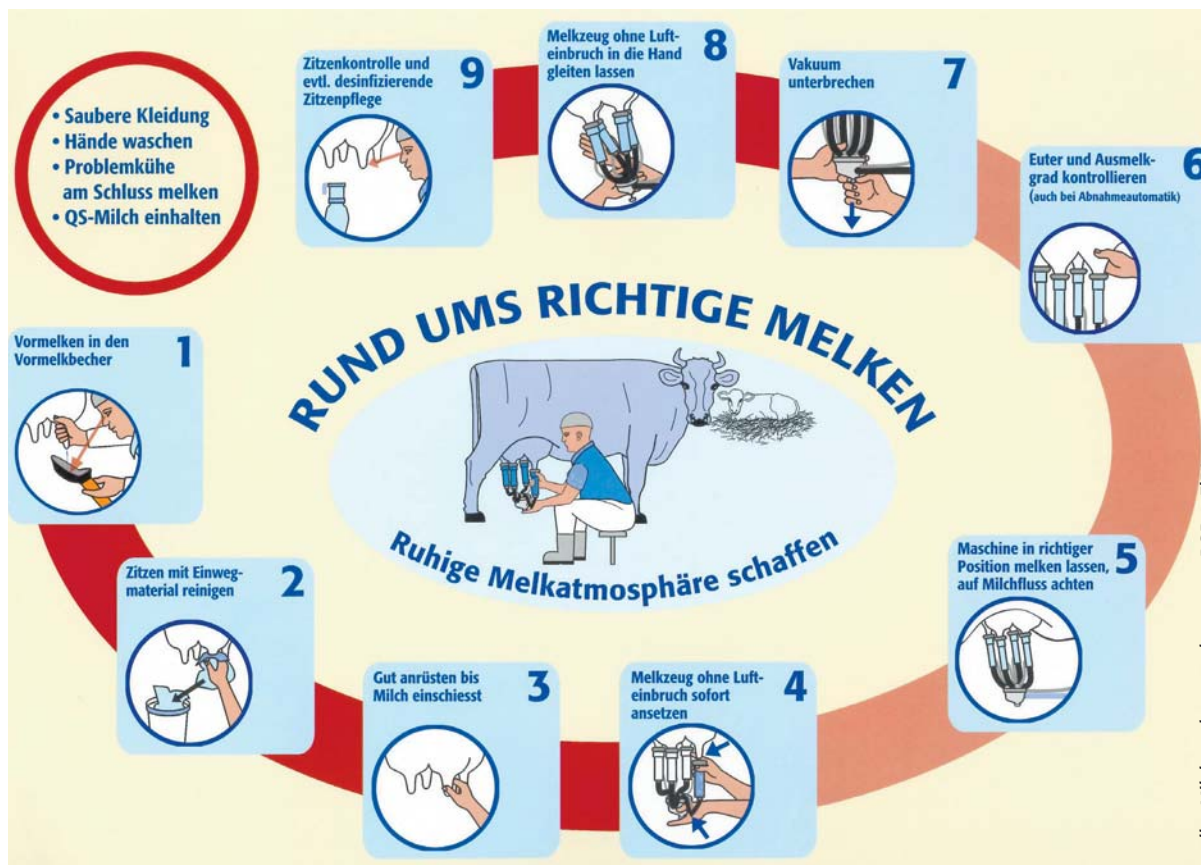 • Saubere Kleidung
• Hände waschen
• Problemkühe
am Schluss melken
• QS-Milch einhalten
RUND UMS RICHTIGE MELKEN
Ruhige Melkatmosphäre schaffen
Vormelken in den
Vormelkbecher
1
Zitzen mit Einweg-
material reinigen
2
Gut anrüsten bis
Milch einschiesst
3
Melkzeug ohne Luft-
einbruch sofort
ansetzen
4
Maschine in richtiger
Position melken lassen,
auf Milchfluss achten
5
Euter und Ausmelk-
grad kontrollieren
(auch bei Abnahmeautomatik)
6
Vakuum
unterbrechen
7
Melkzeug ohne Luft-
einbruch in die Hand
gleiten lassen
8
Zitzenkontrolle und
evtl. desinfizierende
Zitzenpflege
9